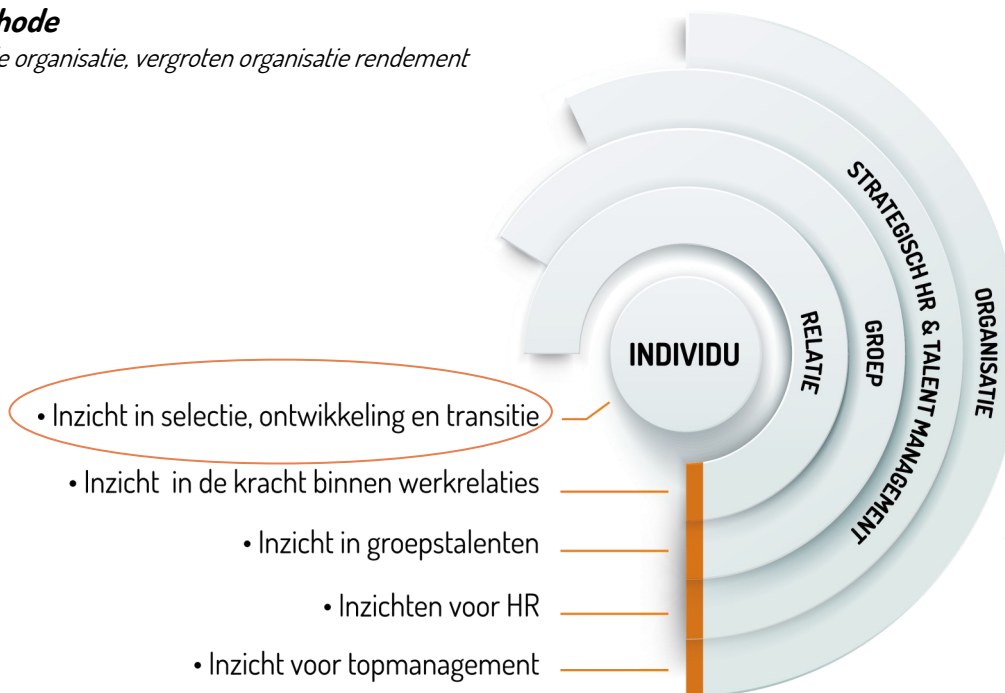 hode
e organisatie, vergroten organisatie rendement
INDIVIDU
RELATIE
GROEP
STRATEGISCH HR & TALENT MANAGEMENT
ORGANISATIE
• Inzicht in selectie, ontwikkeling en transitie
• Inzicht in de kracht binnen werkrelaties
• Inzicht in groepstalenten
• Inzichten voor HR
• Inzicht voor topmanagement